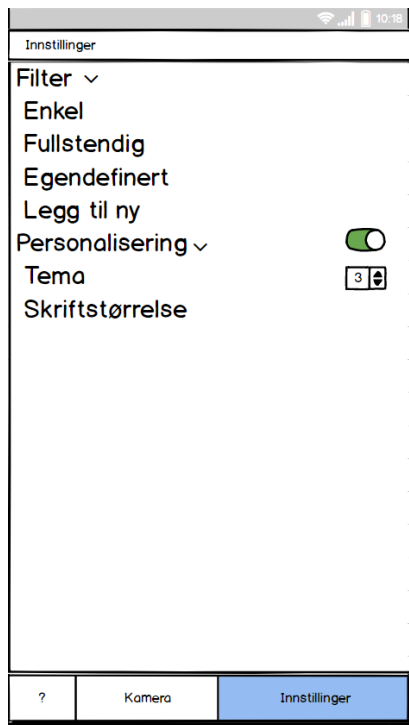 10:18
Innstillinger
Filter
Enkel
Fullstendig
Egendefinert
Legg til ny
Personalisering
Tema 3
Skriftstørrelse
? Kamera Innstillinger